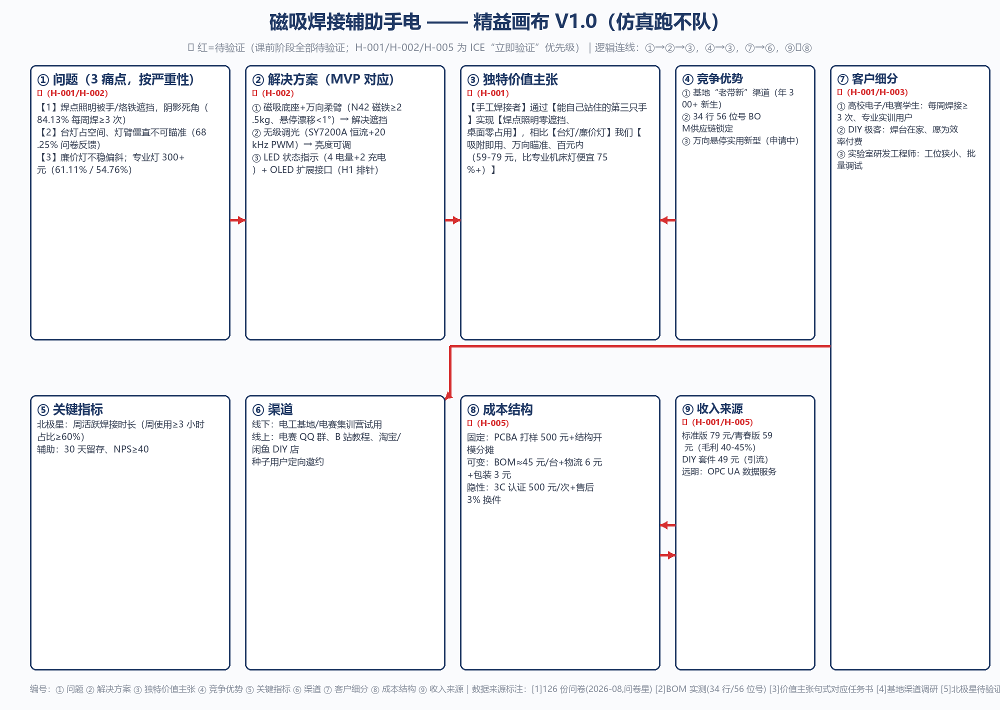 磁吸焊接辅助手电 —— 精益画布 V1.0（仿真跑不队）
红=待验证（课前阶段全部待验证；H-001/H-002/H-005 为 ICE“立即验证”优先级）｜逻辑连线：①→②→③，④→③，⑦→⑥，⑨▯⑧
① 问题（3 痛点，按严重性）
（H-001/H-002）
【1】焊点照明被手/烙铁遮挡，阴影死角（
84.13% 每周焊≥3 次）
【2】台灯占空间、灯臂僵直不可瞄准（68
.25% 问卷反馈）
【3】廉价灯不稳偏斜；专业灯 300+
元（61.11% / 54.76%）
② 解决方案（MVP 对应）
（H-002）
① 磁吸底座+万向柔臂（N42 磁铁≥2
.5kg、悬停漂移<1°）→ 解决遮挡
② 无级调光（SY7200A 恒流+20
kHz PWM）→ 亮度可调
③ LED 状态指示（4 电量+2 充电
）+ OLED 扩展接口（H1 排针）
③ 独特价值主张
（H-001）
【手工焊接者】通过【能自己站住的第三只手
】实现【焊点照明零遮挡、
桌面零占用】，相比【台灯/廉价灯】我们【
吸附即用、万向瞄准、百元内
（59-79 元，比专业机床灯便宜 75
%+）】
④ 竞争优势
① 基地“老带新”渠道（年 3
00+ 新生）
② 34 行 56 位号 BO
M供应链锁定
③ 万向悬停实用新型（申请中）
⑦ 客户细分
（H-001/H-003）
① 高校电子/电赛学生：每周焊接≥
3 次、专业实训用户
② DIY 极客：焊台在家、愿为效
率付费
③ 实验室研发工程师：工位狭小、批
量调试
⑤ 关键指标
北极星：周活跃焊接时长（周使用≥3 小时
占比≥60%）
辅助：30 天留存、NPS≥40
⑥ 渠道
线下：电工基地/电赛集训营试用
线上：电赛 QQ 群、B 站教程、淘宝/
闲鱼 DIY 店
种子用户定向邀约
⑧ 成本结构
（H-005）
固定：PCBA 打样 500 元+结构开
模分摊
可变：BOM≈45 元/台+物流 6 元
+包装 3 元
隐性：3C 认证 500 元/次+售后
3% 换件
⑨ 收入来源
（H-001/H-005）
标准版 79 元/青春版 59
元（毛利 40-45%）
DIY 套件 49 元（引流）
远期：OPC UA 数据服务
编号：① 问题 ② 解决方案 ③ 独特价值主张 ④ 竞争优势 ⑤ 关键指标 ⑥ 渠道 ⑦ 客户细分 ⑧ 成本结构 ⑨ 收入来源｜数据来源标注：[1]126 份问卷(2026-08,问卷星) [2]BOM 实测(34 行/56 位号) [3]价值主张句式对应任务书 [4]基地渠道调研 [5]北极星待验证